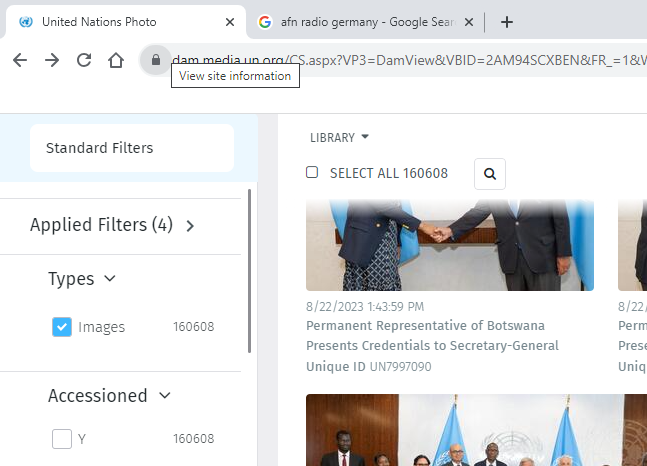 United Nations Photo
afn radio germany - Google Sear
dam.media.un.org/CS.aspx?VP3=DamView&VBID=2AM94SCXBEN&FR_=1&W
View site information
Standard Filters
LIBRARY
SELECT ALL 160608
Applied Filters (4)
Types
Images 160608
Accessioned
Y 160608
8/22/2023 1:43:59 PM
Permanent Representative of Botswana
Presents Credentials to Secretary-General
Unique ID UN7997090
8/22/
Perm
Prese
Uniq